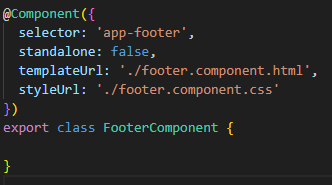 @Component({
  selector: 'app-footer',
  standalone: false,
  templateUrl: './footer.component.html',
  styleUrl: './footer.component.css'
})
export class FooterComponent {

}